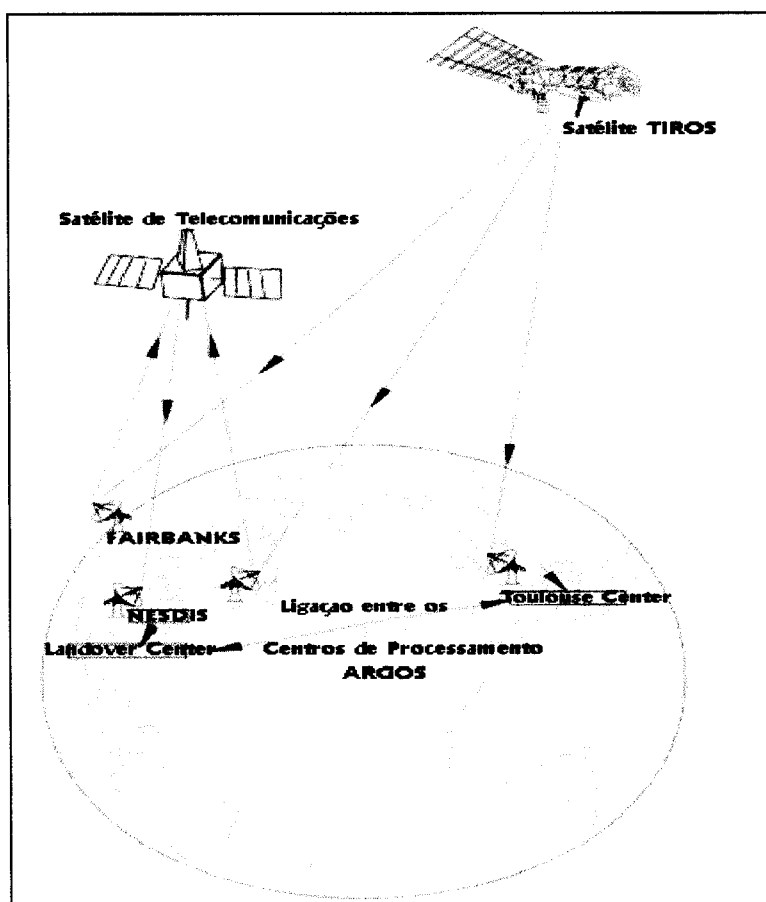 Satélite TIROS
Satélite de Telecomunicações
FAIRBANKS
NESDIS
Ligaçao entre os
Toulouse Center
Landover Center
Centros de Processamento
ARGOS